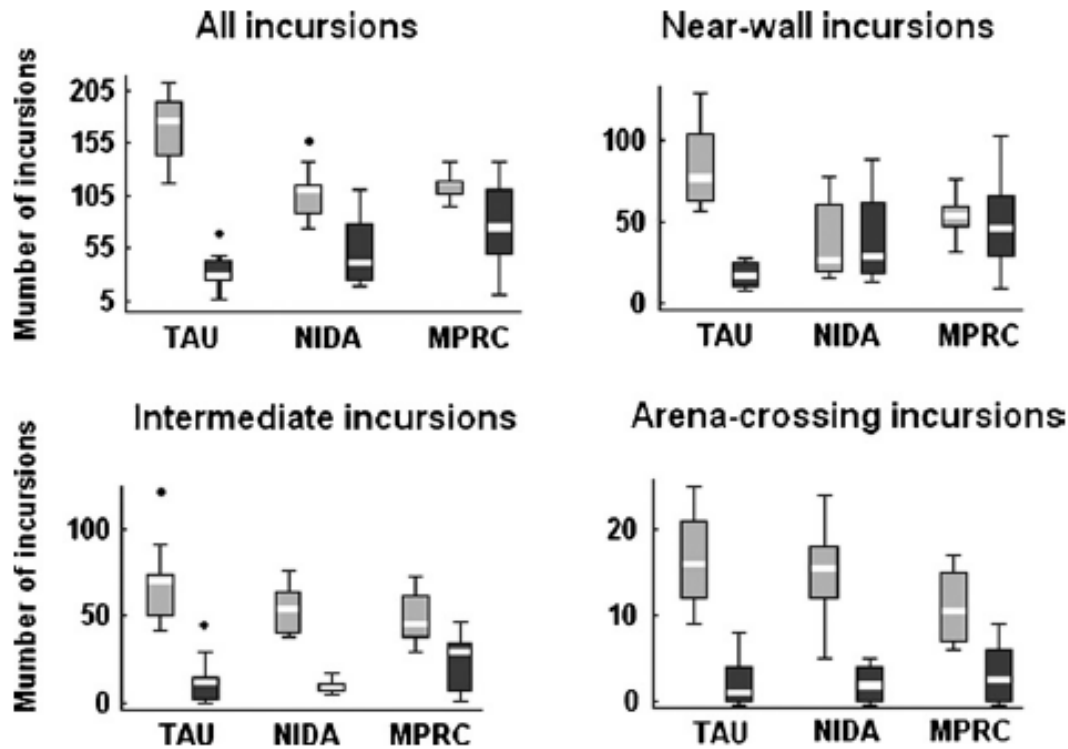 All incursions
Near-wall incursions
Mumber of incursions
205
155
105
55
5
TAU NIDA MPRC
100
50
0
TAU NIDA MPRC
Intermediate incursions
Arena-crossing incursions
Mumber of incursions
100
50
0
TAU NIDA MPRC
20
10
0
TAU NIDA MPRC